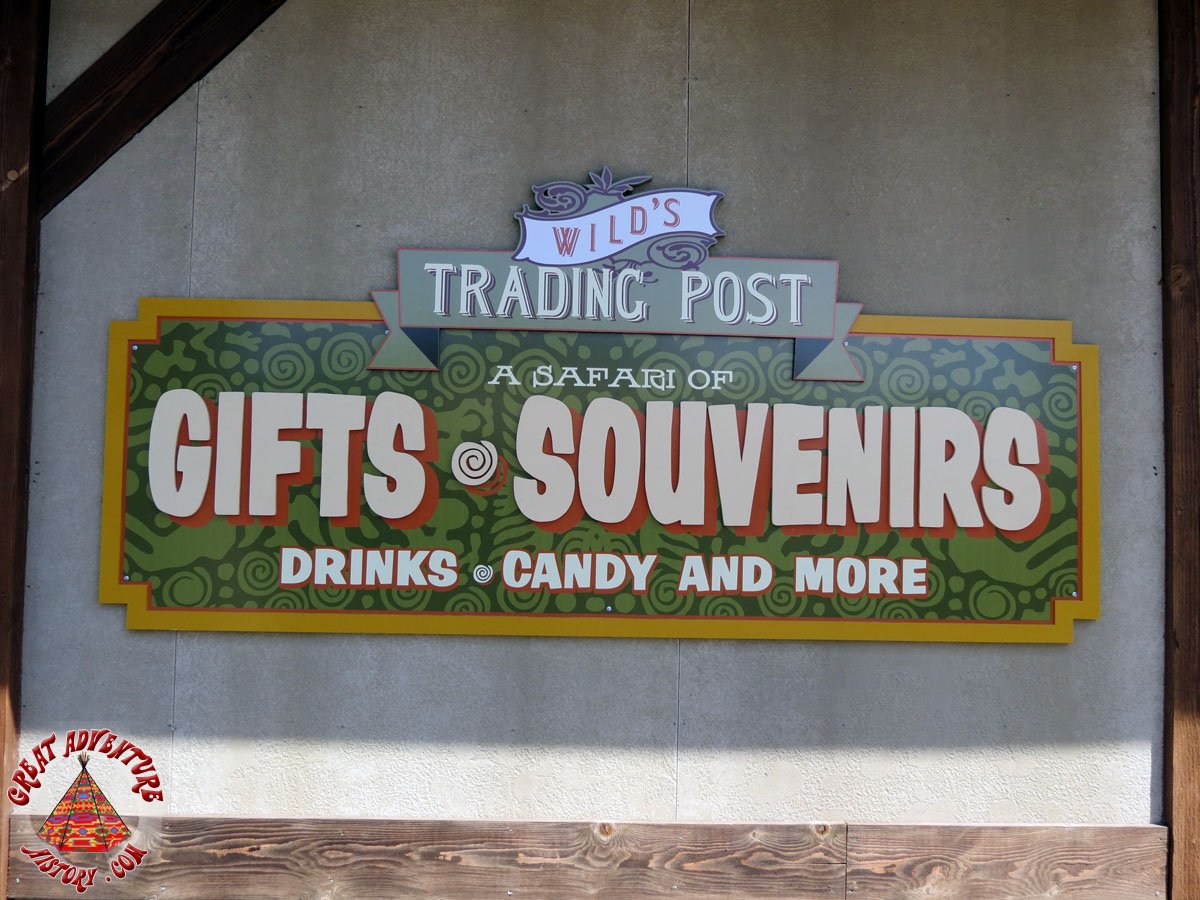 WILD'S
TRADING POST
A SAFARI OF
GIFTS • SOUVENIRS
DRINKS • CANDY AND MORE
GREAT ADVENTURE
HISTORY.COM